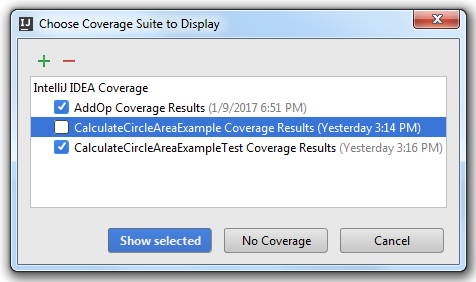 IJ Choose Coverage Suite to Display
IntelliJ IDEA Coverage
AddOp Coverage Results (1/9/2017 6:51 PM)
CalculateCircleAreaExample Coverage Results (Yesterday 3:14 PM)
CalculateCircleAreaExampleTest Coverage Results (Yesterday 3:16 PM)
Show selected No Coverage Cancel